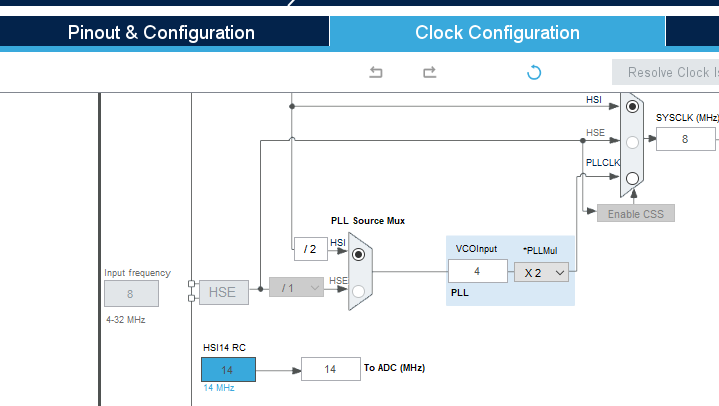 Pinout & Configuration
Clock Configuration
Resolve Clock Is
HSI
SYSCLK (MHz)
HSE
8
PLLCLK
Enable CSS
PLL Source Mux
HSI
/ 2
VCOInput
*PLLMul
4
X 2
PLL
Input frequency
8
4-32 MHz
HSE
/ 1
HSE
HSI14 RC
14
14 MHz
14
To ADC (MHz)